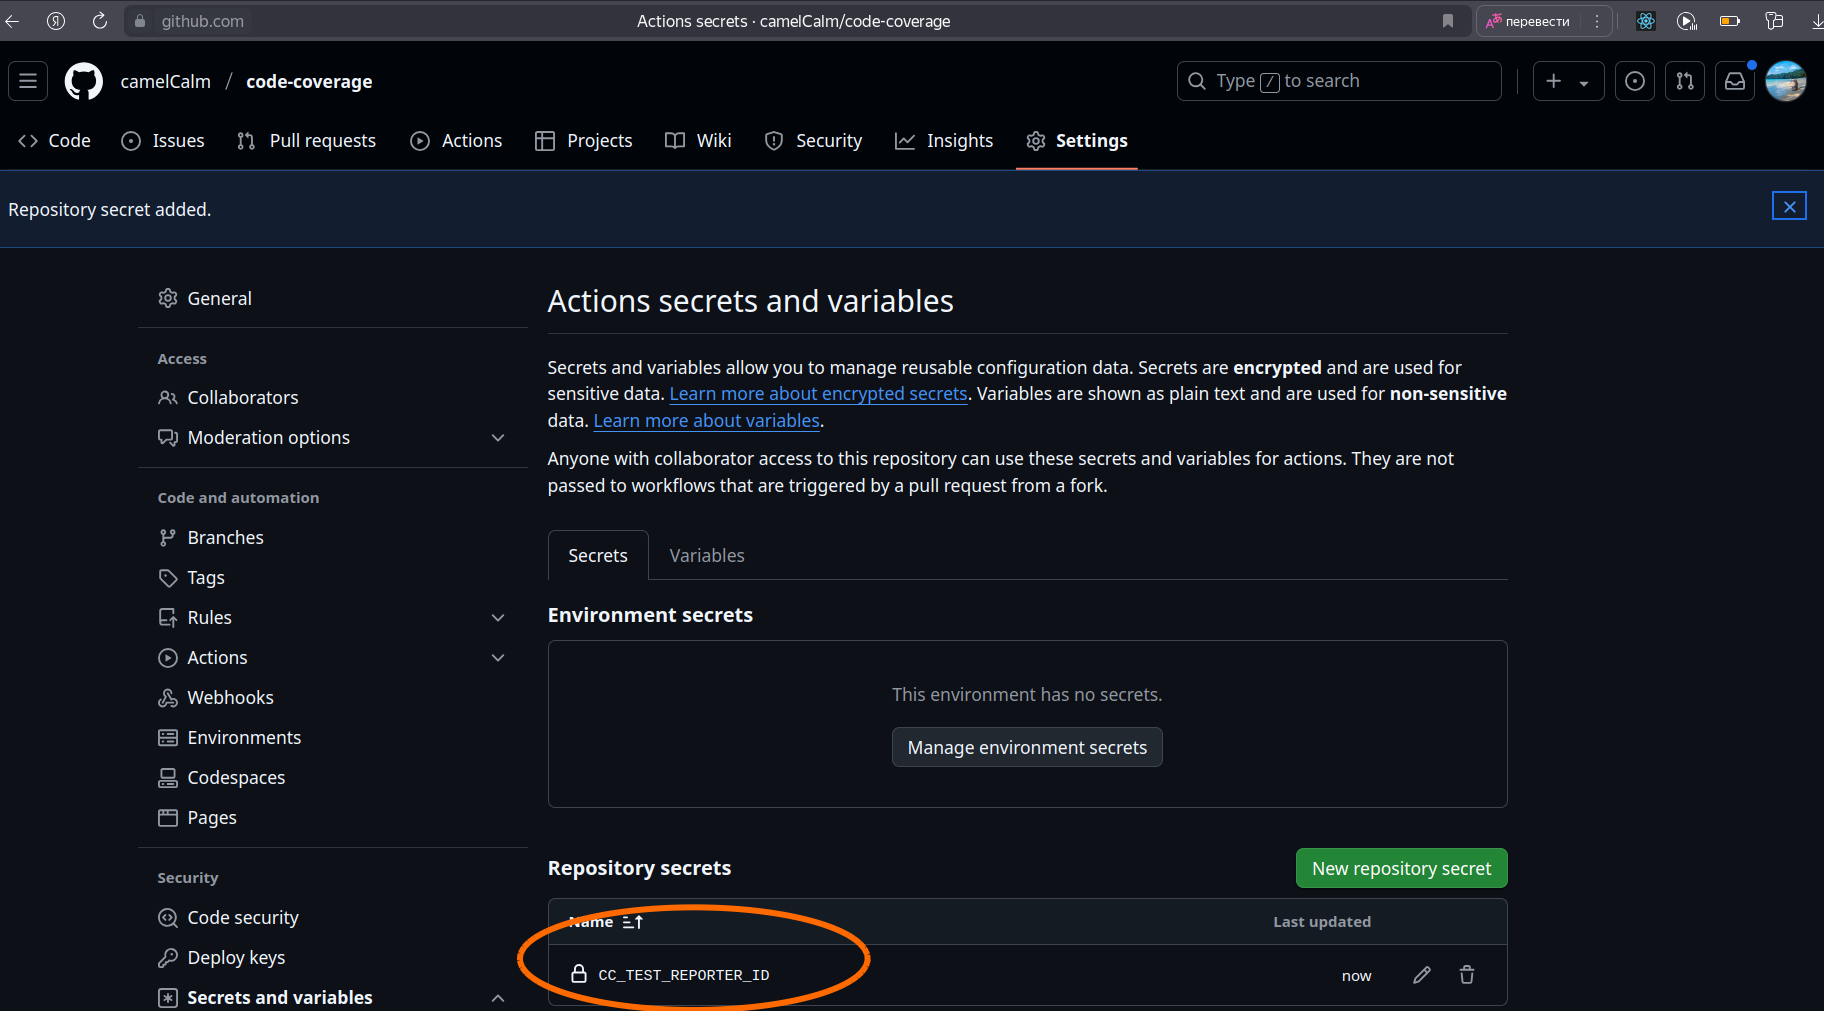 github.com
Actions secrets · camelCalm/code-coverage
перевести
camelCalm / code-coverage
Type / to search
Code
Issues
Pull requests
Actions
Projects
Wiki
Security
Insights
Settings
Repository secret added.
General
Access
Collaborators
Moderation options
Code and automation
Branches
Tags
Rules
Actions
Webhooks
Environments
Codespaces
Pages
Security
Code security
Deploy keys
Secrets and variables
Actions secrets and variables
Secrets and variables allow you to manage reusable configuration data. Secrets are encrypted and are used for
sensitive data. Learn more about encrypted secrets. Variables are shown as plain text and are used for non-sensitive
data. Learn more about variables.
Anyone with collaborator access to this repository can use these secrets and variables for actions. They are not
passed to workflows that are triggered by a pull request from a fork.
Secrets
Variables
Environment secrets
This environment has no secrets.
Manage environment secrets
Repository secrets
New repository secret
Name
Last updated
CC_TEST_REPORTER_ID
now